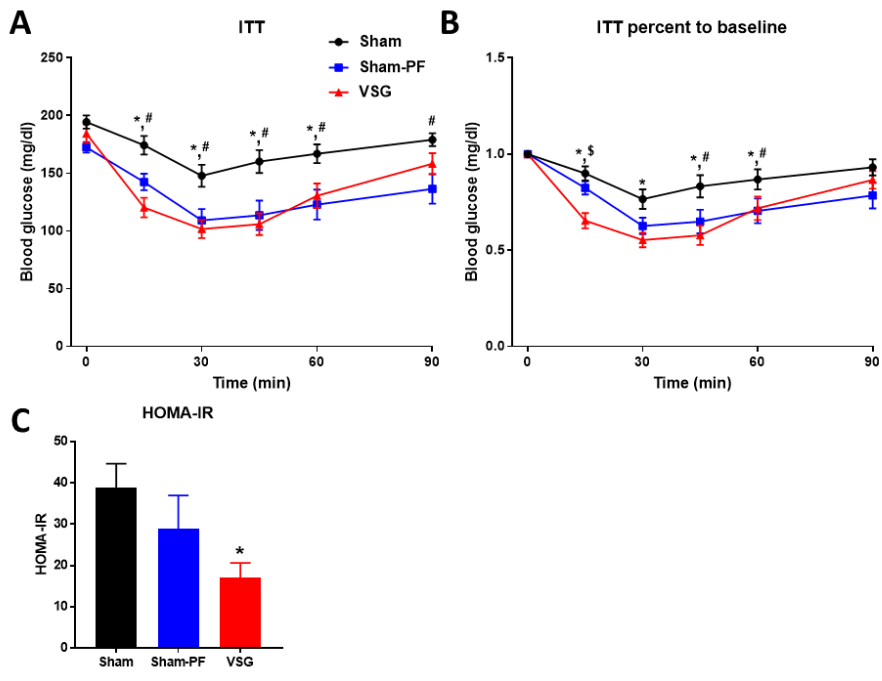 A
ITT
Sham
Sham-PF
VSG
250
200
150
100
50
0
Blood glucose (mg/dl)
*,#
*,#
*,#
*,#
#
0
30
60
90
Time (min)
B
ITT percent to baseline
1.5
1.0
0.5
0.0
Blood glucose (mg/dl)
*,$
*
*,#
*,#
0
30
60
90
Time (min)
C
HOMA-IR
50
40
30
20
10
0
HOMA-IR
*
Sham
Sham-PF
VSG